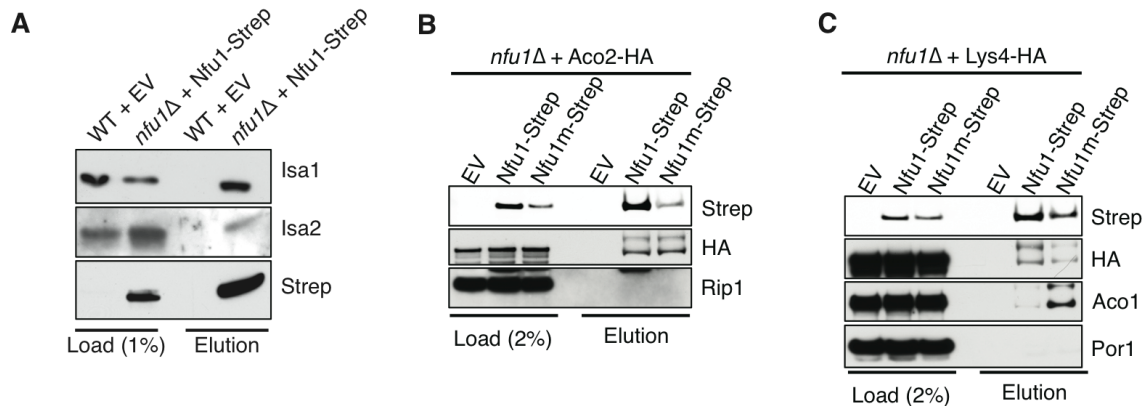 A
WT + EV
nfu1Δ + Nfu1-Strep
WT + EV
nfu1Δ + Nfu1-Strep
Isa1
Isa2
Strep
Load (1%)
Elution
B
nfu1Δ + Aco2-HA
EV
Nfu1-Strep
Nfu1m-Strep
EV
Nfu1-Strep
Nfu1m-Strep
Strep
HA
Rip1
Load (2%)
Elution
C
nfu1Δ + Lys4-HA
EV
Nfu1-Strep
Nfu1m-Strep
EV
Nfu1-Strep
Nfu1m-Strep
Strep
HA
Aco1
Por1
Load (2%)
Elution